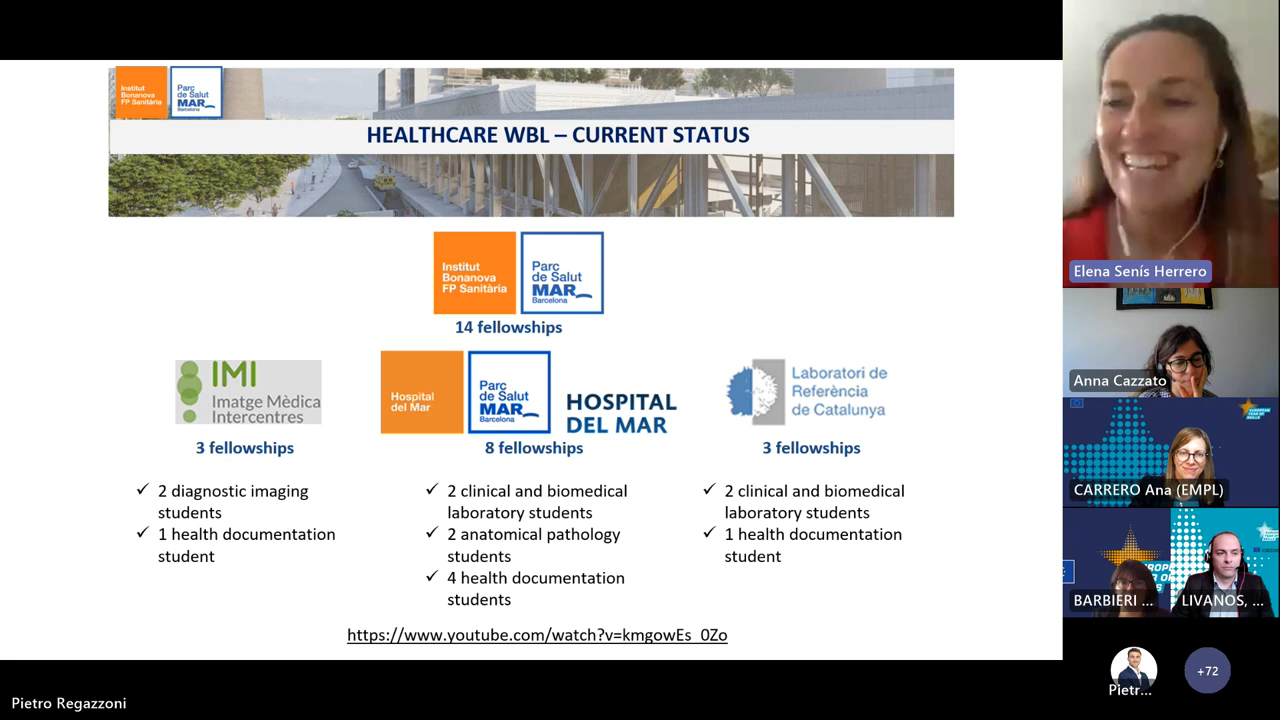 Institut
Bonanova
FP Sanitària
Parc
de Salut
MAR
Barcelona
HEALTHCARE WBL – CURRENT STATUS
Institut
Bonanova
FP Sanitària
Parc
de Salut
MAR
Barcelona
14 fellowships
IMI
Imatge Mèdica
Intercentres
3 fellowships
2 diagnostic imaging
students
1 health documentation
student
Hospital
del Mar
Parc
de Salut
MAR
Barcelona
HOSPITAL
DEL MAR
8 fellowships
2 clinical and biomedical
laboratory students
2 anatomical pathology
students
4 health documentation
students
Laboratori de
Referència
de Catalunya
3 fellowships
2 clinical and biomedical
laboratory students
1 health documentation
student
https://www.youtube.com/watch?v=kmgowEs_0Zo
Elena Senís Herrero
Anna Cazzato
EUROPEAN
YEAR OF
SKILLS
CARRERO Ana (EMPL)
BARBIERI ...
LIVANOS, ...
Pietr...
+72
Pietro Regazzoni